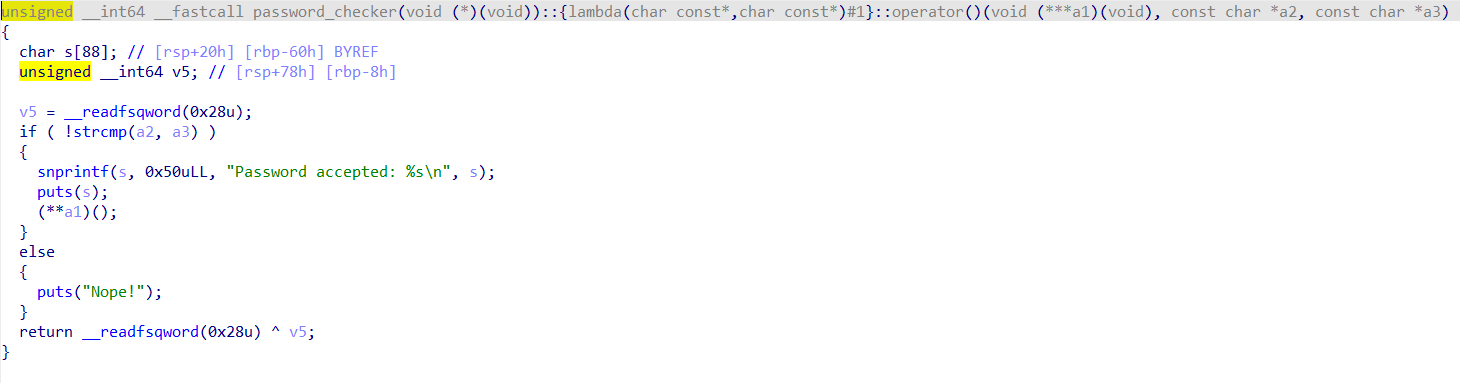 unsigned __int64 __fastcall password_checker(void (*)(void))::{lambda(char const*,char const*)#1}::operator()(void (***a1)(void), const char *a2, const char *a3)
{
  char s[88]; // [rsp+20h] [rbp-60h] BYREF
  unsigned __int64 v5; // [rsp+78h] [rbp-8h]

  v5 = __readfsqword(0x28u);
  if ( !strcmp(a2, a3) )
  {
    snprintf(s, 0x50uLL, "Password accepted: %s\n", s);
    puts(s);
    (**a1)();
  }
  else
  {
    puts("Nope!");
  }
  return __readfsqword(0x28u) ^ v5;
}